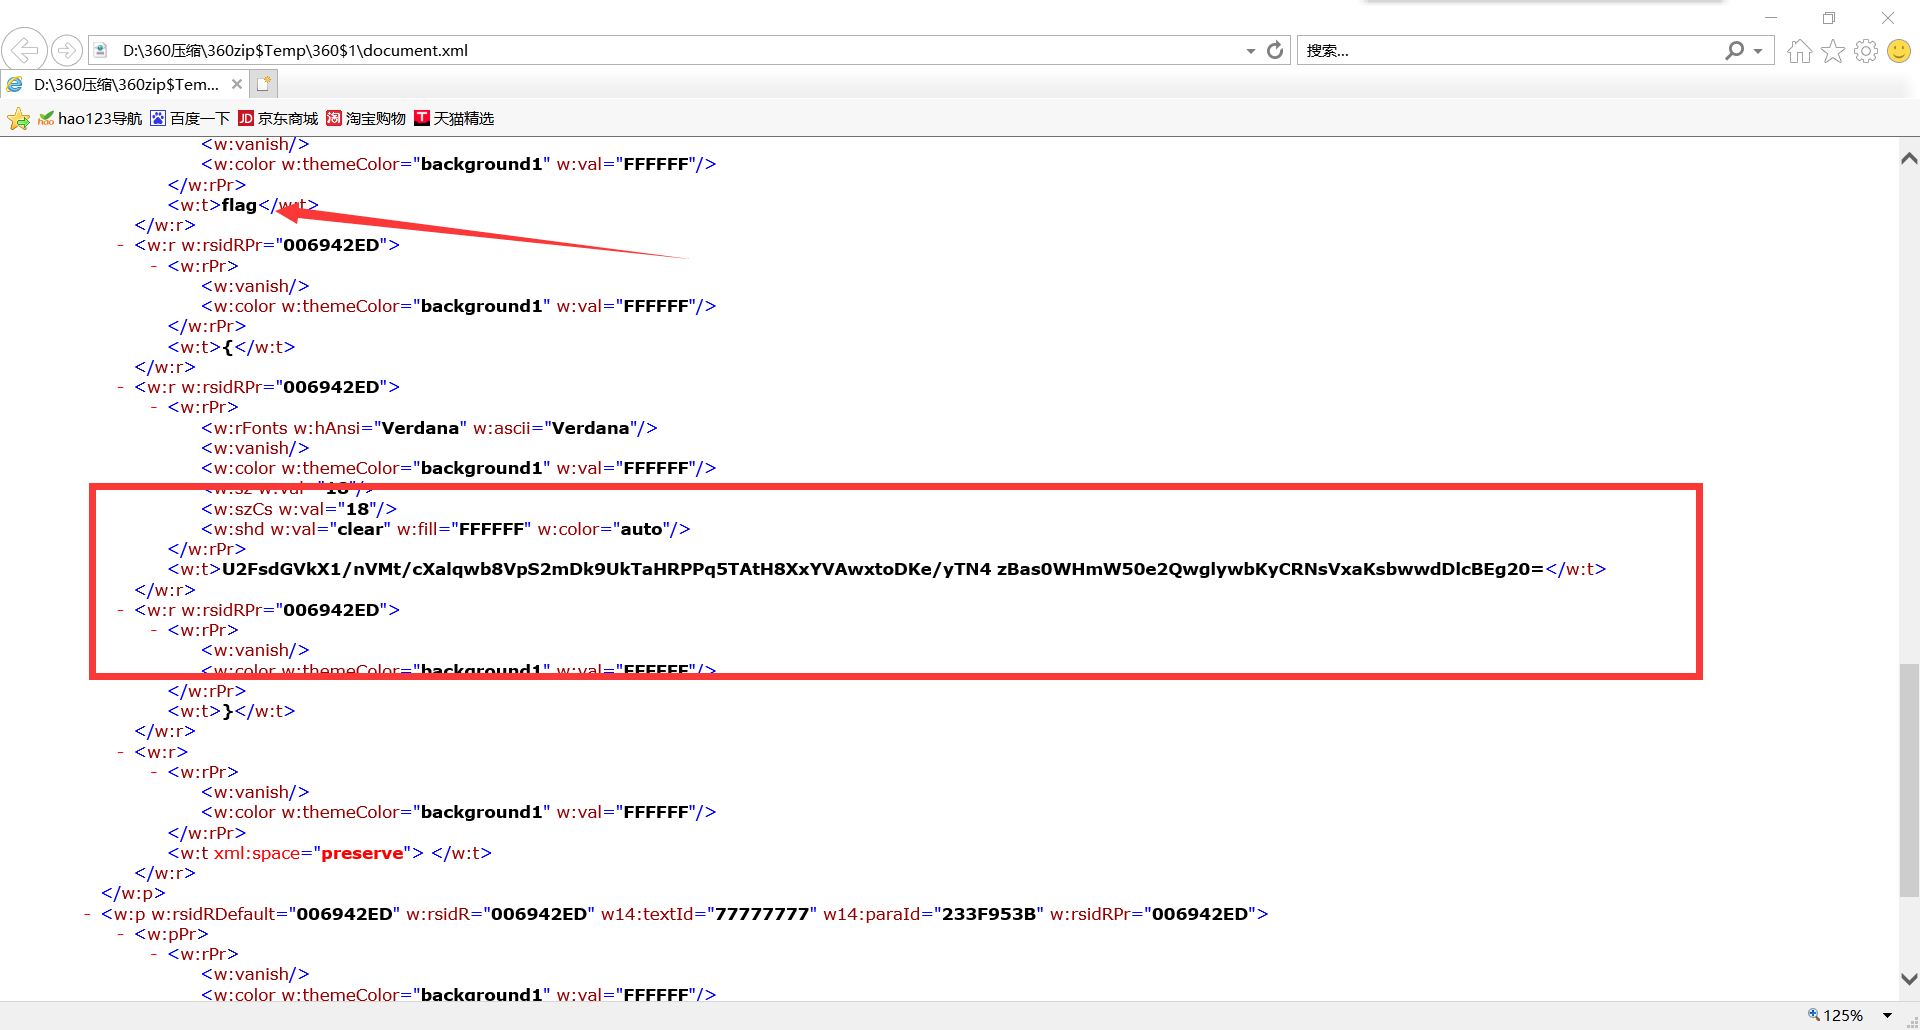 D:\360压缩\360zip$Temp\360$1\document.xml
搜索...
D:\360压缩\360zip$Tem...
hao123导航 百度一下 京东商城 淘宝购物 天猫精选
<w:vanish/>
<w:color w:themeColor="background1" w:val="FFFFFF"/>
</w:rPr>
<w:t>flag</w:t>
</w:r>
- <w:r w:rsidRPr="006942ED">
- <w:rPr>
<w:vanish/>
<w:color w:themeColor="background1" w:val="FFFFFF"/>
</w:rPr>
<w:t>{</w:t>
</w:r>
- <w:r w:rsidRPr="006942ED">
- <w:rPr>
<w:rFonts w:hAnsi="Verdana" w:ascii="Verdana"/>
<w:vanish/>
<w:color w:themeColor="background1" w:val="FFFFFF"/>
<w:sz w:val="18"/>
<w:szCs w:val="18"/>
<w:shd w:val="clear" w:fill="FFFFFF" w:color="auto"/>
</w:rPr>
<w:t>U2FsdGVkX1/nVMt/cXalqwb8VpS2mDk9UkTaHRPPq5TAtH8XxYVAwxtoDKe/yTN4 zBas0WHmW50e2QwglywbKyCRNsVxaKsbwwdDlcBEg20=</w:t>
</w:r>
- <w:r w:rsidRPr="006942ED">
- <w:rPr>
<w:vanish/>
<w:color w:themeColor="background1" w:val="FFFFFF"/>
</w:rPr>
<w:t>}</w:t>
</w:r>
- <w:r>
- <w:rPr>
<w:vanish/>
<w:color w:themeColor="background1" w:val="FFFFFF"/>
</w:rPr>
<w:t xml:space="preserve"> </w:t>
</w:r>
</w:p>
- <w:p w:rsidRDefault="006942ED" w:rsidR="006942ED" w14:textId="77777777" w14:paraId="233F953B" w:rsidRPr="006942ED">
- <w:pPr>
- <w:rPr>
<w:vanish/>
<w:color w:themeColor="background1" w:val="FFFFFF"/>
125%